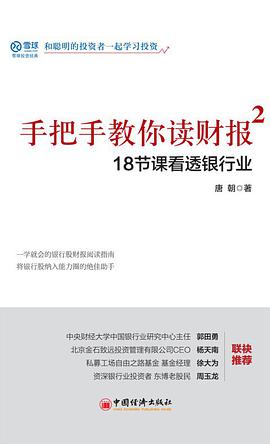 雪球
雪球投资经典
和聪明的投资者一起学习投资
手把手教你读财报2
18节课看透银行业
唐 朝◎著
一学就会的银行股财报阅读指南
将银行股纳入能力圈的绝佳助手
中央财经大学中国银行业研究中心主任 郭田勇
北京金石致远投资管理有限公司CEO 杨天南
私募工场自由之路基金 基金经理 徐大为
资深银行业投资者 东博老股民 周玉龙
联袂
推荐
中国经济出版社